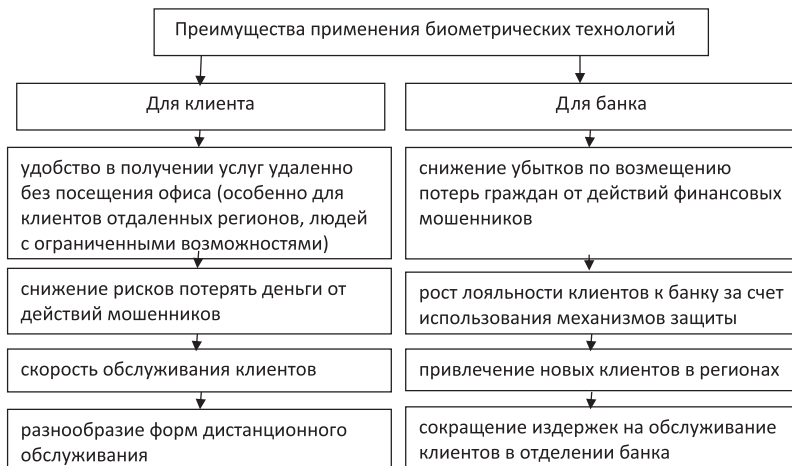 Преимущества применения биометрических технологий
Для клиента
удобство в получении услуг удаленно
без посещения офиса (особенно для
клиентов отдаленных регионов, людей
с ограниченными возможностями)
снижение рисков потерять деньги от
действий мошенников
скорость обслуживания клиентов
разнообразие форм дистанционного
обслуживания
Для банка
снижение убытков по возмещению
потерь граждан от действий финансовых
мошенников
рост лояльности клиентов к банку за счет
использования механизмов защиты
привлечение новых клиентов в регионах
сокращение издержек на обслуживание
клиентов в отделении банка